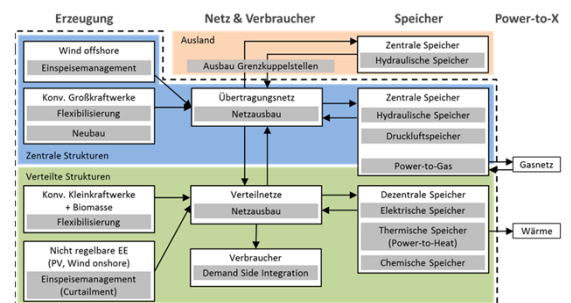 Erzeugung
Netz & Verbraucher
Speicher
Power-to-X
Wind offshore
Einspeisemanagement
Konv. Großkraftwerke
Flexibilisierung
Neubau
Zentrale Strukturen
Ausland
Ausbau Grenzkuppelstellen
Zentrale Speicher
Hydraulische Speicher
Übertragungsnetz
Netzausbau
Zentrale Speicher
Hydraulische Speicher
Druckluftspeicher
Power-to-Gas
Gasnetz
Verteilte Strukturen
Konv. Kleinkraftwerke
+ Biomasse
Flexibilisierung
Nicht regelbare EE
(PV, Wind onshore)
Einspeisemanagement
(Curtailment)
Verteilnetze
Netzausbau
Verbraucher
Demand Side Integration
Dezentrale Speicher
Elektrische Speicher
Thermische Speicher
(Power-to-Heat)
Chemische Speicher
Wärme